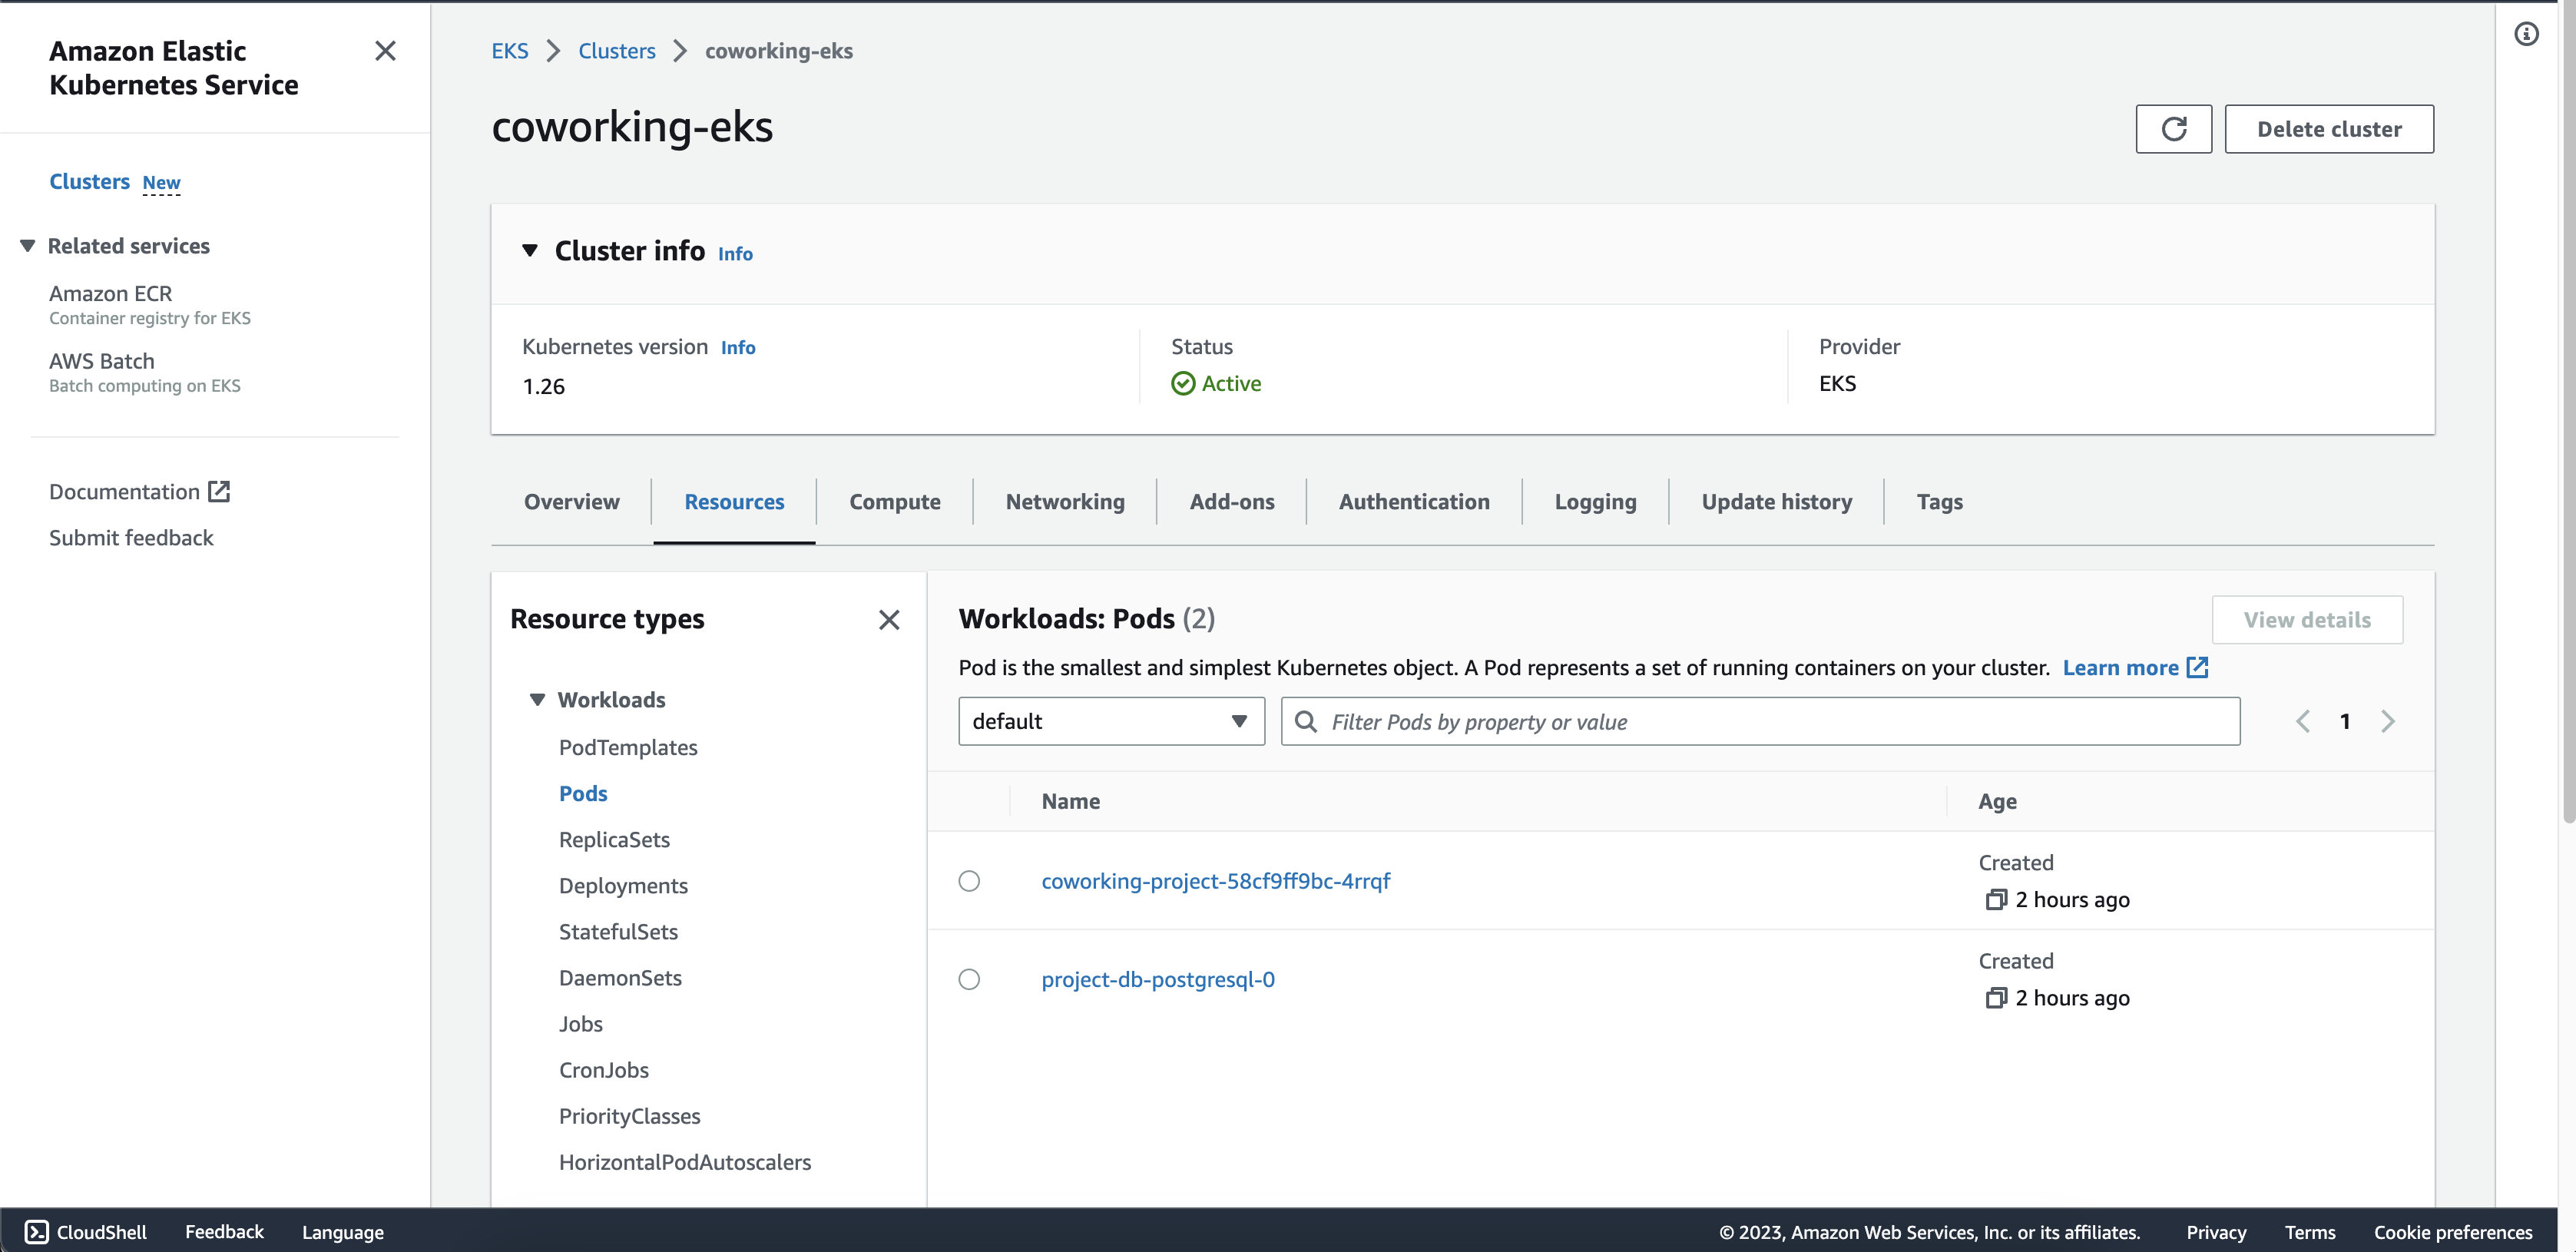 Amazon Elastic
Kubernetes Service
Clusters New
Related services
Amazon ECR
Container registry for EKS
AWS Batch
Batch computing on EKS
Documentation
Submit feedback
EKS Clusters coworking-eks
coworking-eks
Delete cluster
Cluster info Info
Kubernetes version Info
1.26
Status
Active
Provider
EKS
Overview Resources Compute Networking Add-ons Authentication Logging Update history Tags
Resource types
Workloads
PodTemplates
Pods
ReplicaSets
Deployments
StatefulSets
DaemonSets
Jobs
CronJobs
PriorityClasses
HorizontalPodAutoscalers
Workloads: Pods (2)
View details
Pod is the smallest and simplest Kubernetes object. A Pod represents a set of running containers on your cluster. Learn more
default Filter Pods by property or value 1
Name Age
coworking-project-58cf9ff9bc-4rrqf
Created
2 hours ago
project-db-postgresql-0
Created
2 hours ago
CloudShell Feedback Language © 2023, Amazon Web Services, Inc. or its affiliates. Privacy Terms Cookie preferences